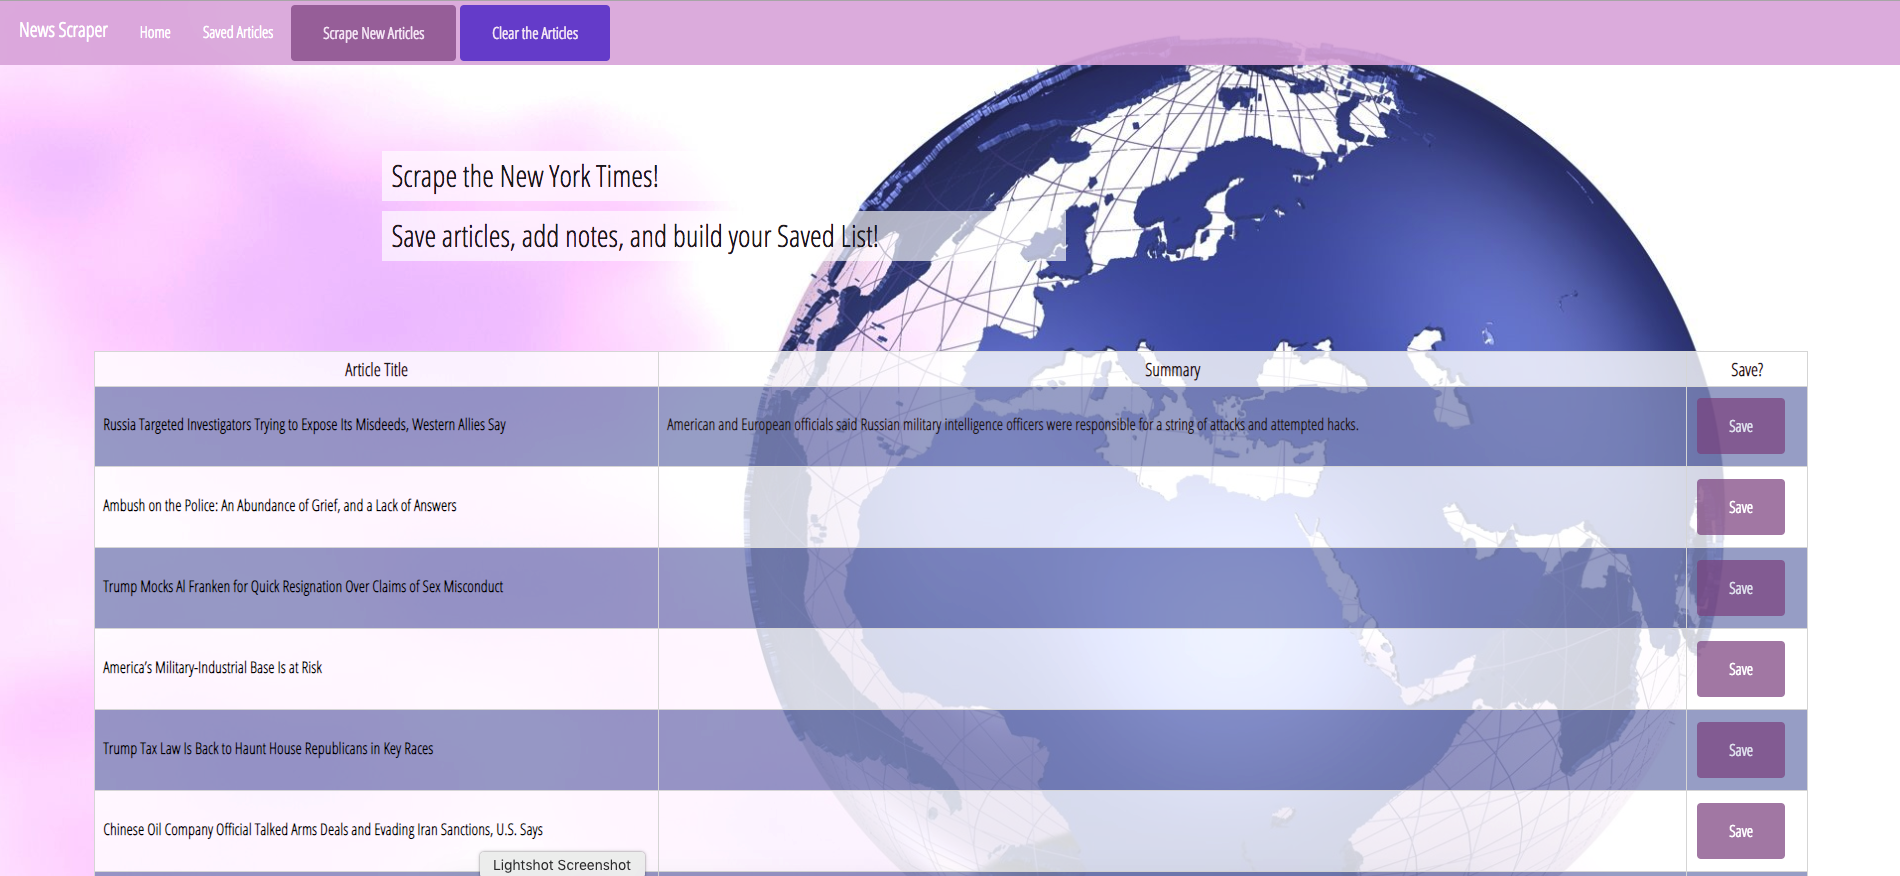 News Scraper Home Saved Articles Scrape New Articles Clear the Articles
Scrape the New York Times!
Save articles, add notes, and build your Saved List!
Article Title Summary Save?
Russia Targeted Investigators Trying to Expose Its Misdeeds, Western Allies Say American and European officials said Russian military intelligence officers were responsible for a string of attacks and attempted hacks. Save
Ambush on the Police: An Abundance of Grief, and a Lack of Answers Save
Trump Mocks Al Franken for Quick Resignation Over Claims of Sex Misconduct Save
America’s Military-Industrial Base Is at Risk Save
Trump Tax Law Is Back to Haunt House Republicans in Key Races Save
Chinese Oil Company Official Talked Arms Deals and Evading Iran Sanctions, U.S. Says Save
Lightshot Screenshot